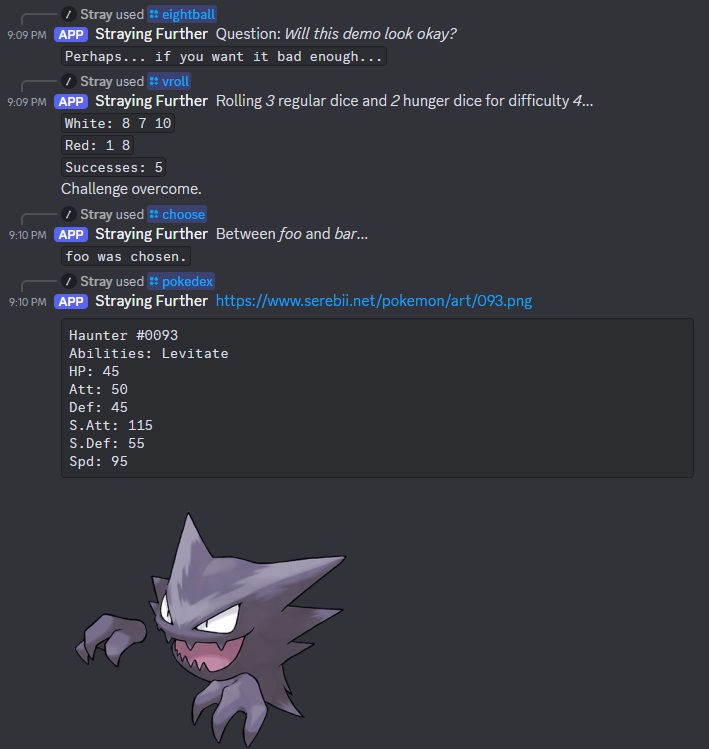 / Stray used eightball
9:09 PM APP Straying Further Question: Will this demo look okay?
Perhaps... if you want it bad enough...
/ Stray used vroll
9:09 PM APP Straying Further Rolling 3 regular dice and 2 hunger dice for difficulty 4...
White: 8 7 10
Red: 1 8
Successes: 5
Challenge overcome.
/ Stray used choose
9:10 PM APP Straying Further Between foo and bar...
foo was chosen.
/ Stray used pokedex
9:10 PM APP Straying Further https://www.serebii.net/pokemon/art/093.png
Haunter #0093
Abilities: Levitate
HP: 45
Att: 50
Def: 45
S.Att: 115
S.Def: 55
Spd: 95